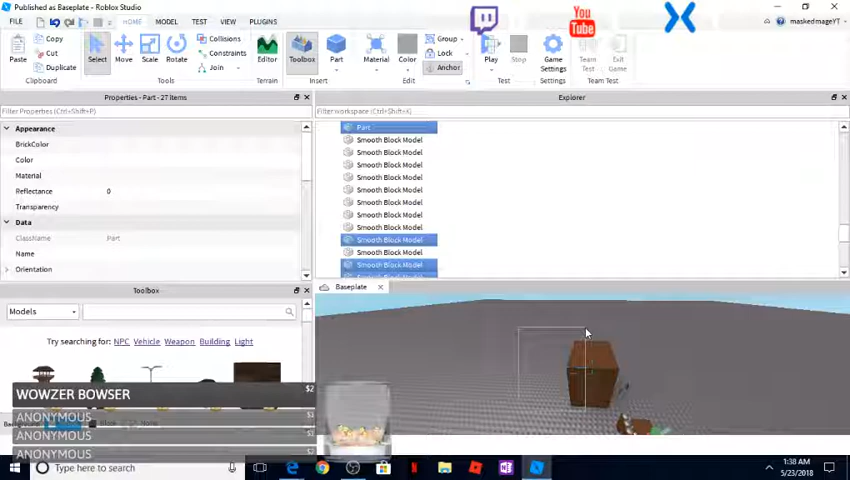 Published as Baseplate - Roblox Studio
FILE HOME MODEL TEST VIEW PLUGINS maskedmageYT
Paste Copy Cut Duplicate Clipboard
Select Move Scale Rotate Collisions Constraints Join Tools
Editor Terrain
Toolbox Part Insert
Material Color Group Lock Anchor Edit
Play Stop Test
Game Settings Settings
Team Test Exit Game Team Test
You Tube
Properties - Part - 27 items
Filter Properties (Ctrl+Shift+P)
Appearance
BrickColor
Color
Material
Reflectance 0
Transparency
Data
ClassName Part
Name
Orientation
Explorer
Filter workspace (Ctrl+Shift+X)
Part
Smooth Block Model
Smooth Block Model
Smooth Block Model
Smooth Block Model
Smooth Block Model
Smooth Block Model
Smooth Block Model
Smooth Block Model
Smooth Block Model
Smooth Block Model
Smooth Block Model
Toolbox
Models
Try searching for: NPC Vehicle Weapon Building Light
Baseplate
WOWZER BOWSER $2
ANONYMOUS
ANONYMOUS
ANONYMOUS
Type here to search
1:38 AM
5/23/2018